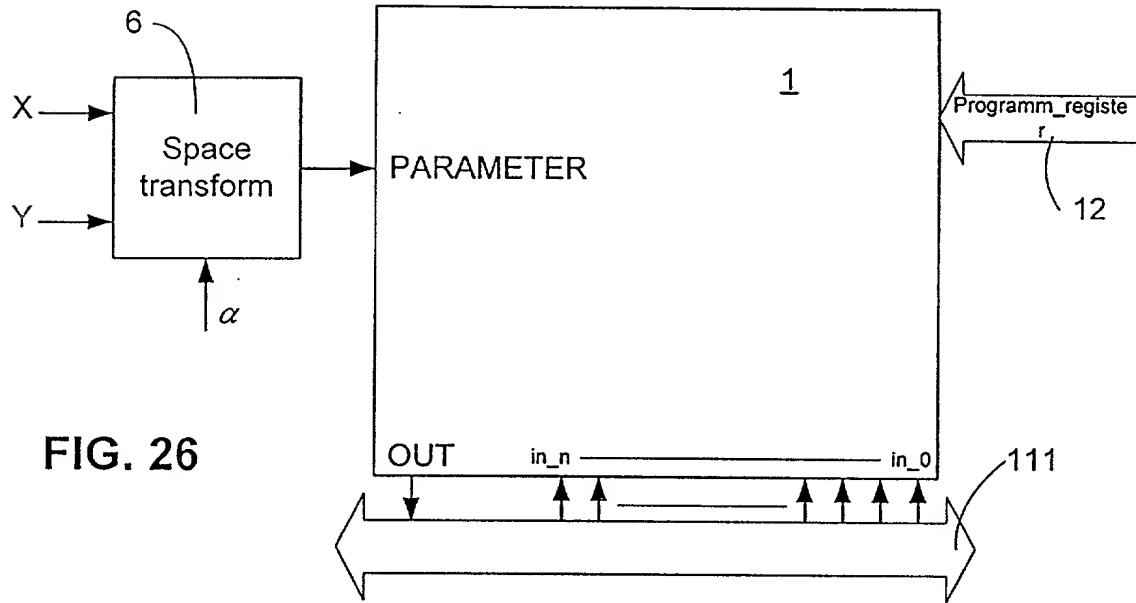 6
X
Y
Space
transform
α
1
PARAMETER
Programm_registe
r
12
OUT
in_n
in_0
111
FIG. 26